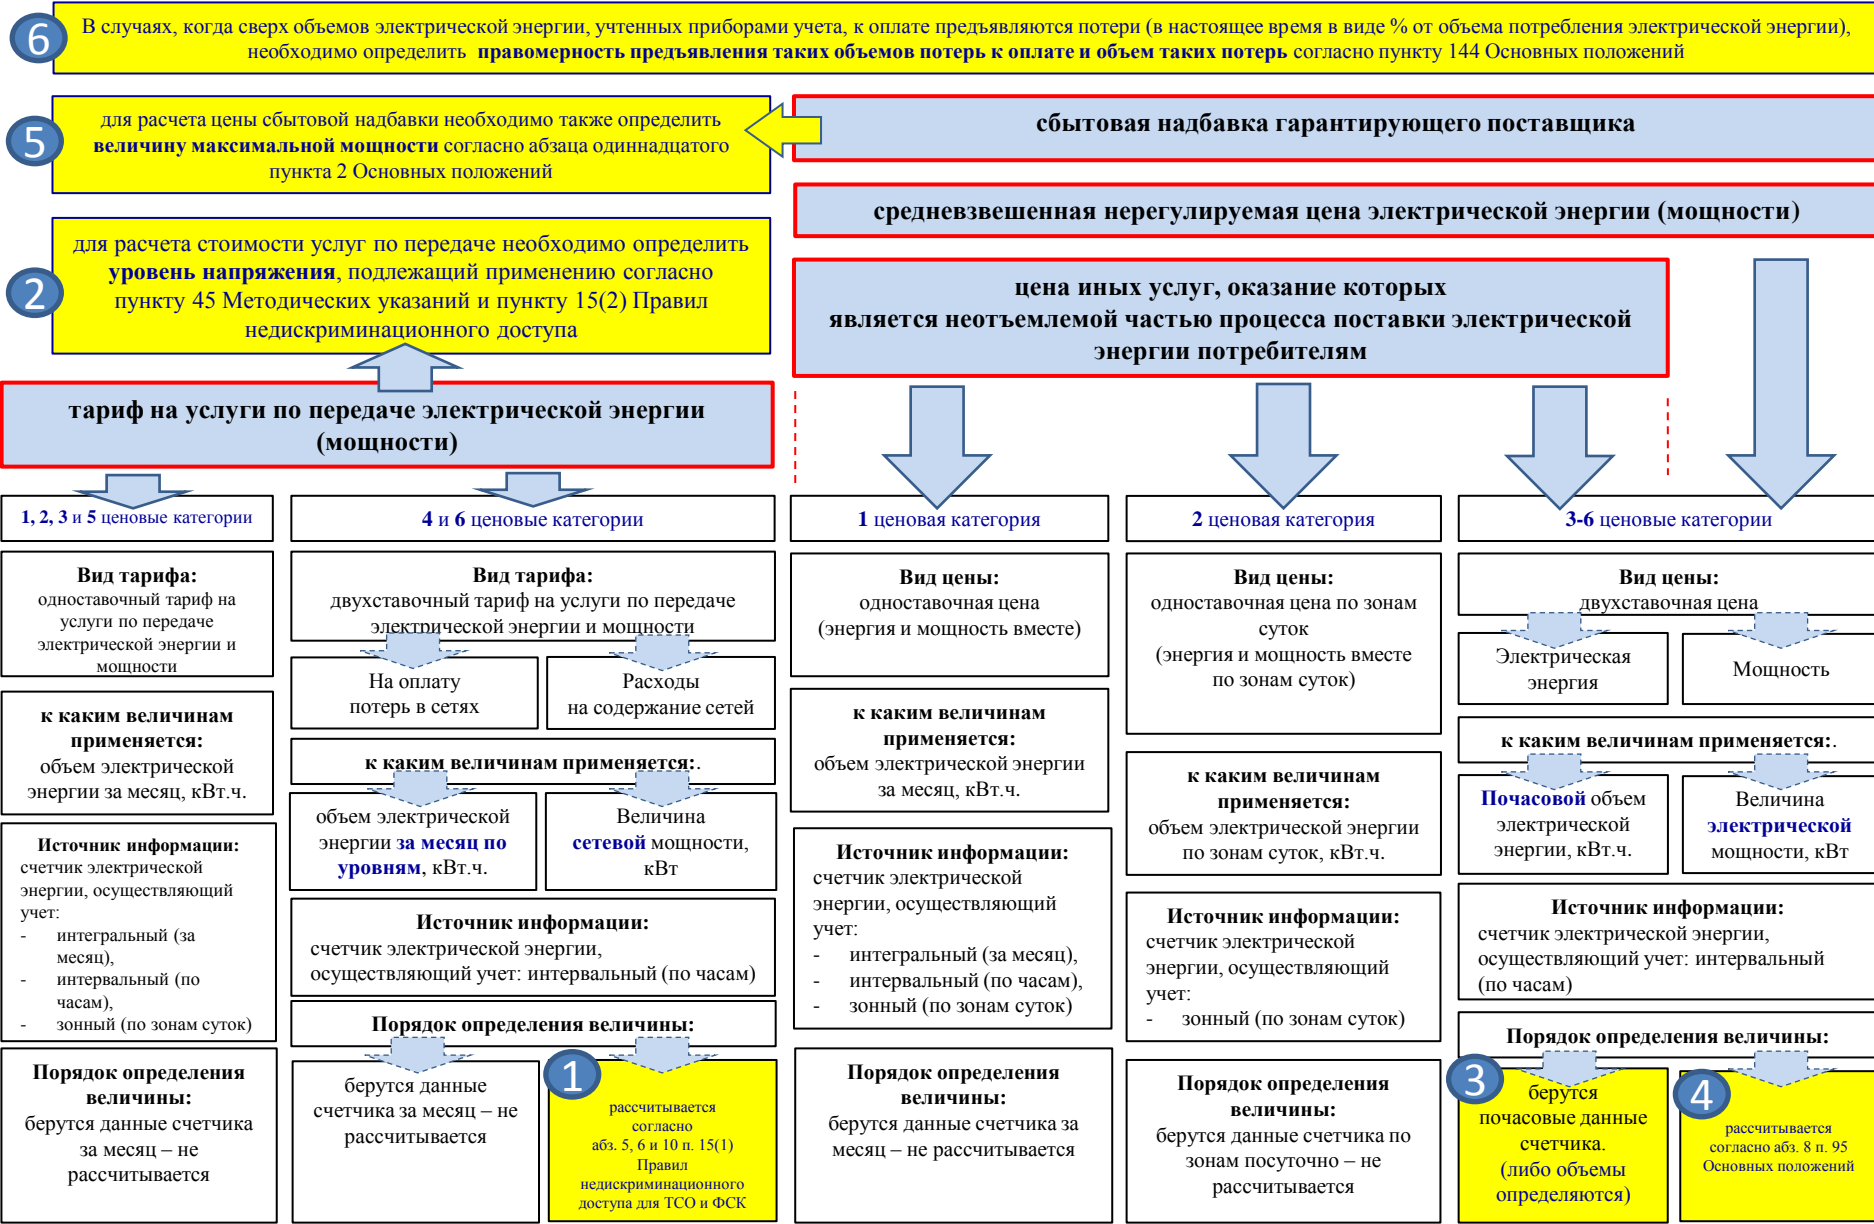 6
В случаях, когда сверх объемов электрической энергии, учтенных приборами учета, к оплате предъявляются потери (в настоящее время в виде % от объема потребления электрической энергии),
необходимо определить правомерность предъявления таких объемов потерь к оплате и объем таких потерь согласно пункту 144 Основных положений
5
для расчета цены сбытовой надбавки необходимо также определить
величину максимальной мощности согласно абзаца одиннадцатого
пункта 2 Основных положений
сбытовая надбавка гарантирующего поставщика
средневзвешенная нерегулируемая цена электрической энергии (мощности)
2
для расчета стоимости услуг по передаче необходимо определить
уровень напряжения, подлежащий применению согласно
пункту 45 Методических указаний и пункту 15(2) Правил
недискриминационного доступа
цена иных услуг, оказание которых
является неотъемлемой частью процесса поставки электрической
энергии потребителям
тариф на услуги по передаче электрической энергии
(мощности)
1, 2, 3 и 5 ценовые категории
Вид тарифа:
одноставочный тариф на
услуги по передаче
электрической энергии и
мощности
к каким величинам
применяется:
объем электрической
энергии за месяц, кВт.ч.
Источник информации:
счетчик электрической
энергии, осуществляющий
учет:
- интегральный (за
месяц),
- интервальный (по
часам),
- зонный (по зонам суток)
Порядок определения
величины:
берутся данные счетчика
за месяц – не
рассчитывается
4 и 6 ценовые категории
Вид тарифа:
двухставочный тариф на услуги по передаче
электрической энергии и мощности
На оплату
потерь в сетях
Расходы
на содержание сетей
к каким величинам применяется:.
объем электрической
энергии за месяц по
уровням, кВт.ч.
Величина
сетевой мощности,
кВт
Источник информации:
счетчик электрической энергии,
осуществляющий учет: интервальный (по часам)
Порядок определения величины:
берутся данные
счетчика за месяц – не
рассчитывается
1
рассчитывается
согласно
абз. 5, 6 и 10 п. 15(1)
Правил
недискриминационного
доступа для ТСО и ФСК
1 ценовая категория
Вид цены:
одноставочная цена
(энергия и мощность вместе)
к каким величинам
применяется:
объем электрической энергии
за месяц, кВт.ч.
Источник информации:
счетчик электрической
энергии, осуществляющий
учет:
- интегральный (за месяц),
- интервальный (по часам),
- зонный (по зонам суток)
Порядок определения
величины:
берутся данные счетчика за
месяц – не рассчитывается
2 ценовая категория
Вид цены:
одноставочная цена по зонам
суток
(энергия и мощность вместе
по зонам суток)
к каким величинам
применяется:
объем электрической энергии
по зонам суток, кВт.ч.
Источник информации:
счетчик электрической
энергии, осуществляющий
учет:
- зонный (по зонам суток)
Порядок определения
величины:
берутся данные счетчика по
зонам посуточно – не
рассчитывается
3-6 ценовые категории
Вид цены:
двухставочная цена
Электрическая
энергия
Мощность
к каким величинам применяется:.
Почасовой объем
электрической
энергии, кВт.ч.
Величина
электрической
мощности, кВт
Источник информации:
счетчик электрической энергии,
осуществляющий учет: интервальный
(по часам)
Порядок определения величины:
3
берутся
почасовые данные
счетчика.
(либо объемы
определяются)
4
рассчитывается
согласно абз. 8 п. 95
Основных положений